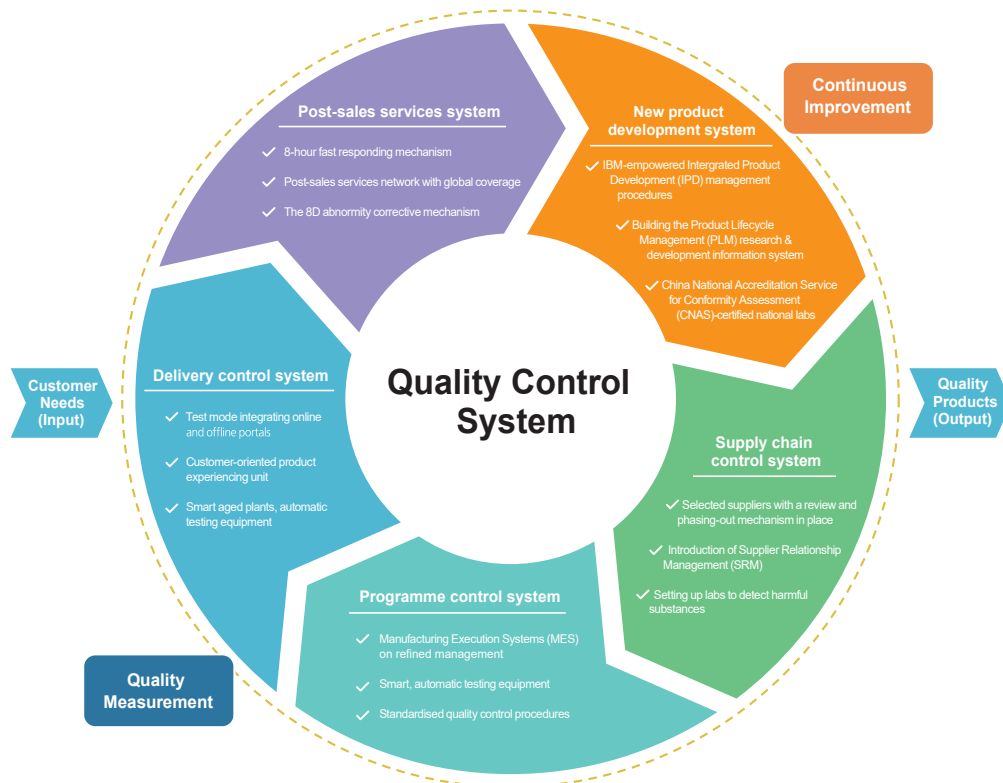 Continuous
Improvement
Post-sales services system
8-hour fast responding mechanism
Post-sales services network with global coverage
The 8D abnormity corrective mechanism
New product
development system
IBM-empowered Intergrated Product
Development (IPD) management
procedures
Building the Product Lifecycle
Management (PLM) research &
development information system
China National Accreditation Service
for Conformity Assessment
(CNAS)-certified national labs
Customer
Needs
(Input)
Delivery control system
Test mode integrating online
and offline portals
Customer-oriented product
experiencing unit
Smart aged plants, automatic
testing equipment
Quality Control
System
Quality
Products
(Output)
Supply chain
control system
Selected suppliers with a review and
phasing-out mechanism in place
Introduction of Supplier Relationship
Management (SRM)
Setting up labs to detect harmful
substances
Programme control system
Manufacturing Execution Systems (MES)
on refined management
Smart, automatic testing equipment
Standardised quality control procedures
Quality
Measurement